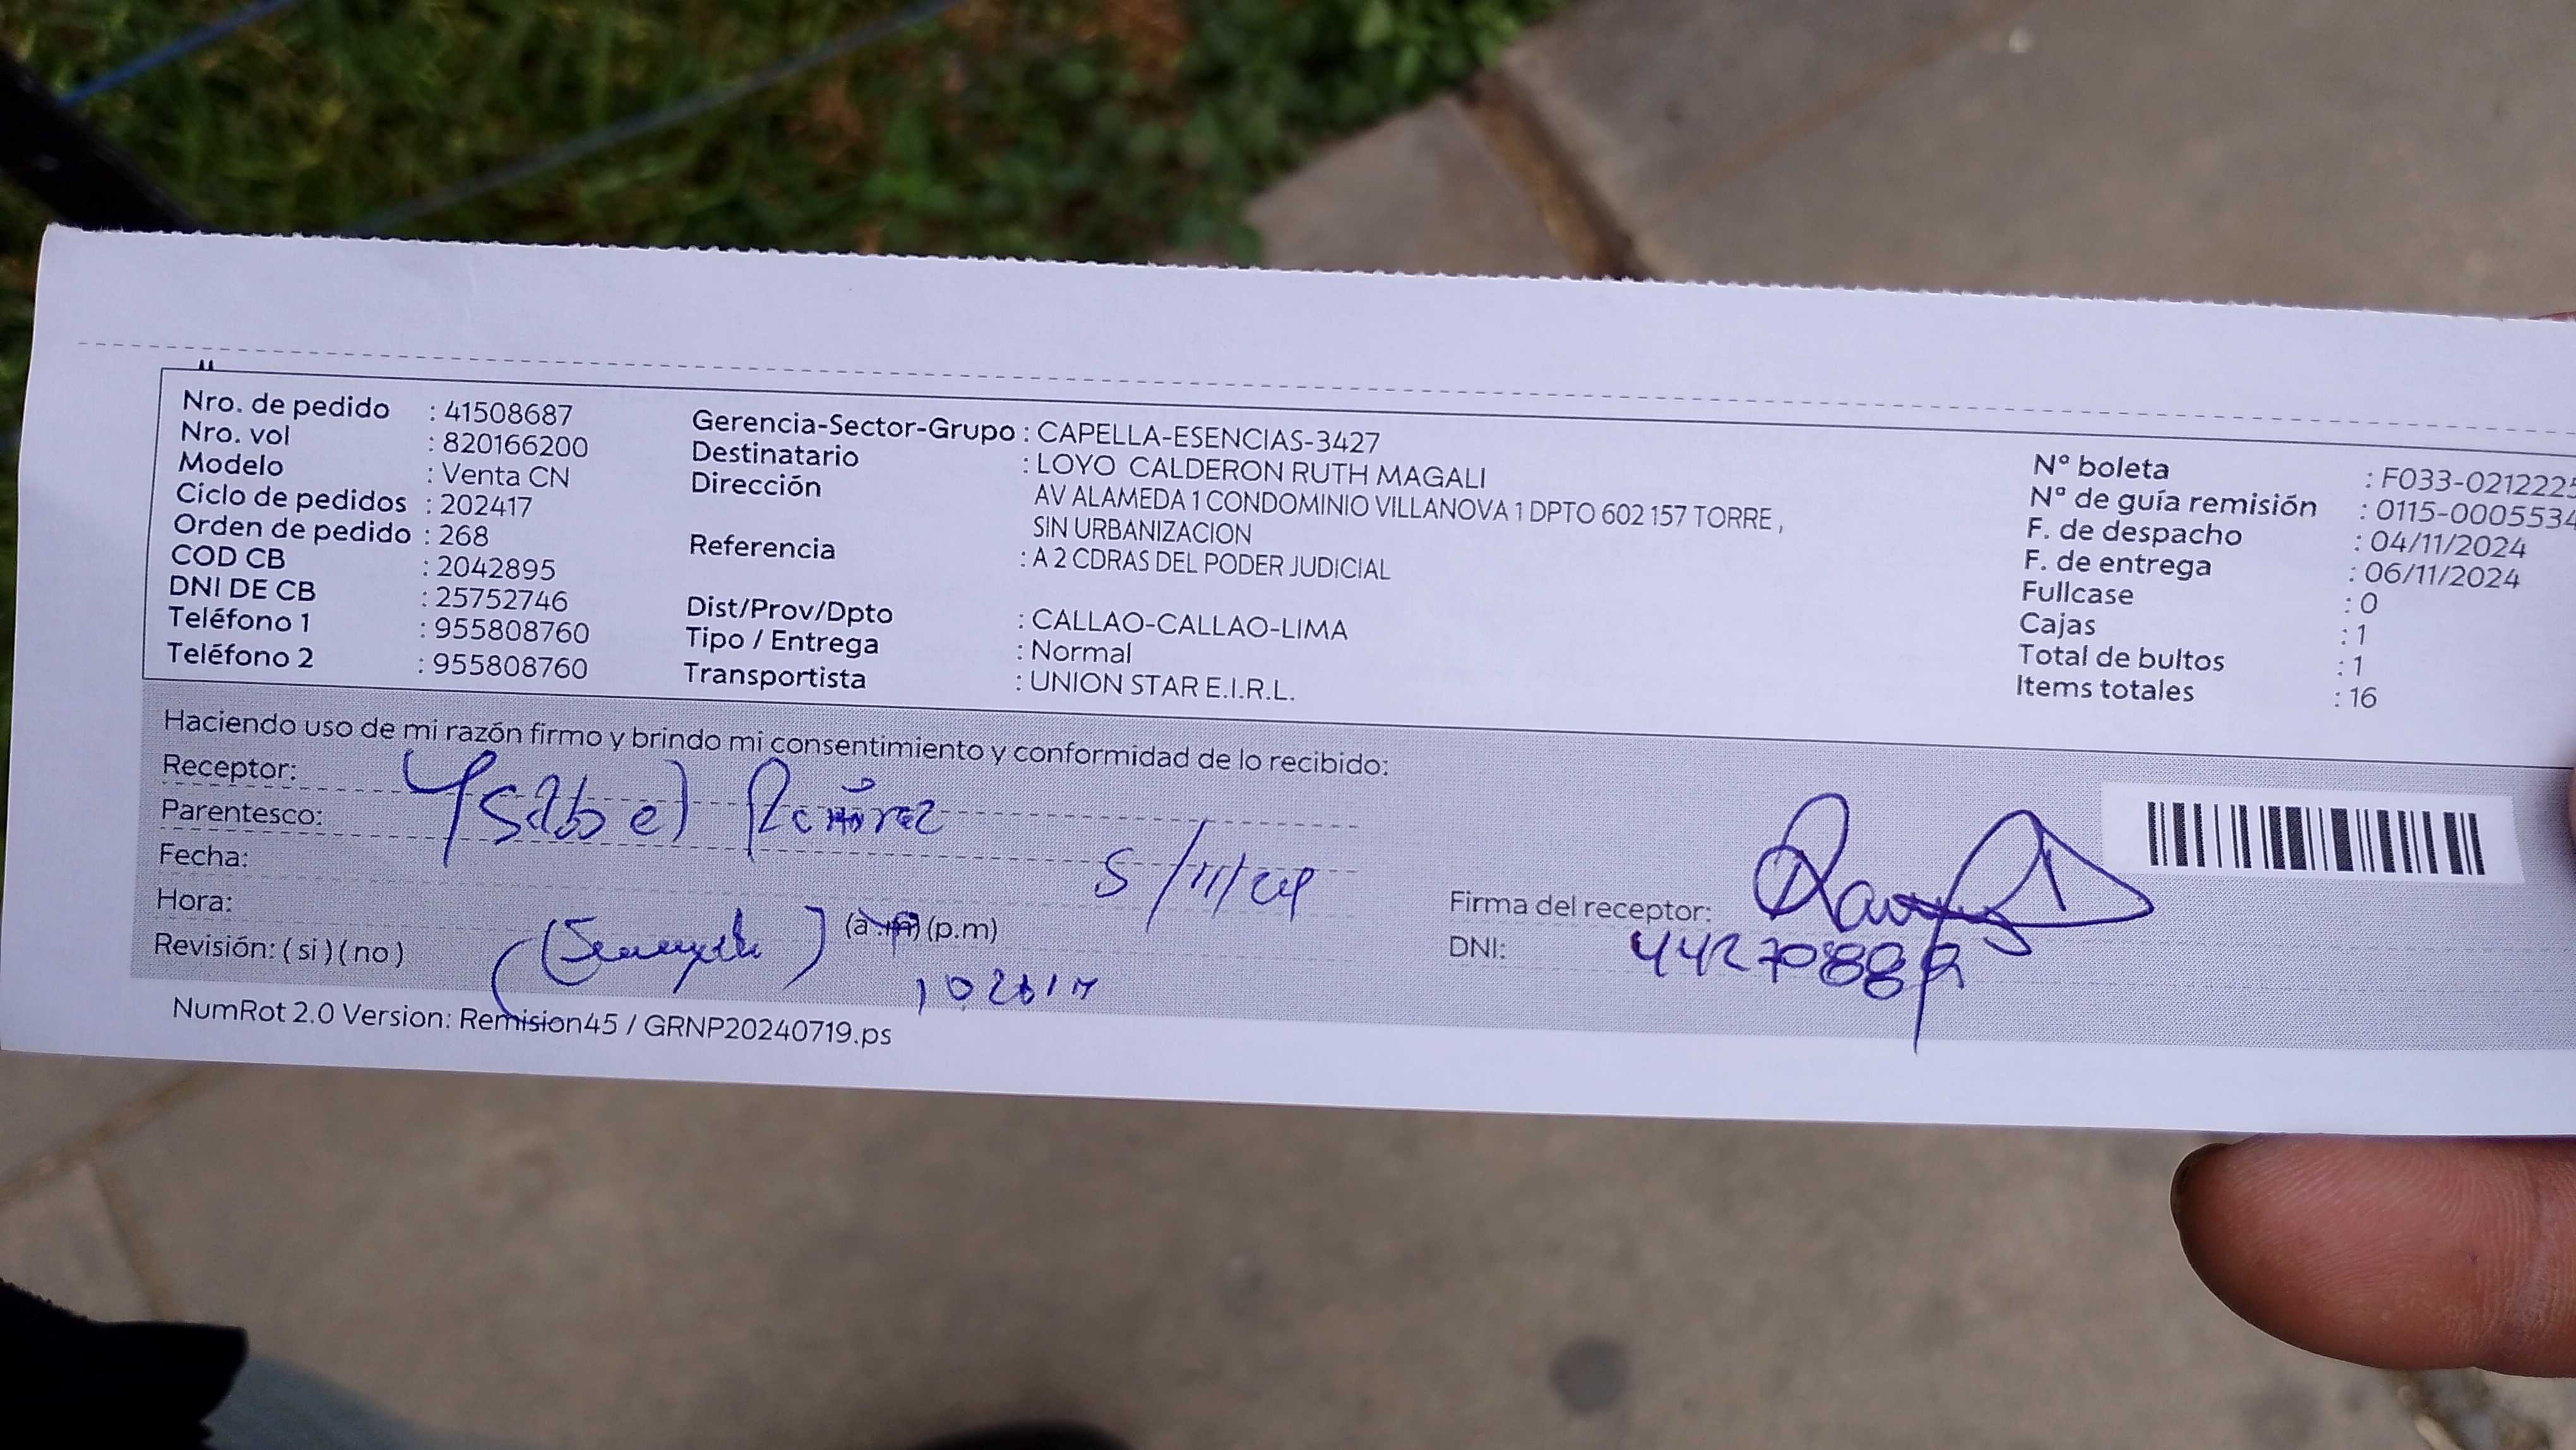 Nro. de pedido : 41508687
Nro. vol : 820166200
Modelo : Venta CN
Ciclo de pedidos : 202417
Orden de pedido : 268
COD CB : 2042895
DNI DE CB : 25752746
Teléfono 1 : 955808760
Teléfono 2 : 955808760
Gerencia-Sector-Grupo : CAPELLA-ESENCIAS-3427
Destinatario : LOYO CALDERON RUTH MAGALI
Dirección AV ALAMEDA 1 CONDOMINIO VILLANOVA 1 DPTO 602 157 TORRE ,
SIN URBANIZACION
Referencia : A 2 CDRAS DEL PODER JUDICIAL
Dist/Prov/Dpto : CALLAO-CALLAO-LIMA
Tipo / Entrega : Normal
Transportista : UNION STAR E.I.R.L.
N° boleta : F033-0212225
N° de guía remisión : 0115-0005534
F. de despacho : 04/11/2024
F. de entrega : 06/11/2024
Fullcase : 0
Cajas : 1
Total de bultos : 1
Items totales : 16
Haciendo uso de mi razón firmo y brindo mi consentimiento y conformidad de lo recibido:
Receptor: Ysabel
Parentesco:
Fecha: 5/11/24
Hora: (a.m) (p.m)
Revisión: ( si ) ( no )
Firma del receptor:
DNI:
NumRot 2.0 Version: Remision45 / GRNP20240719.ps